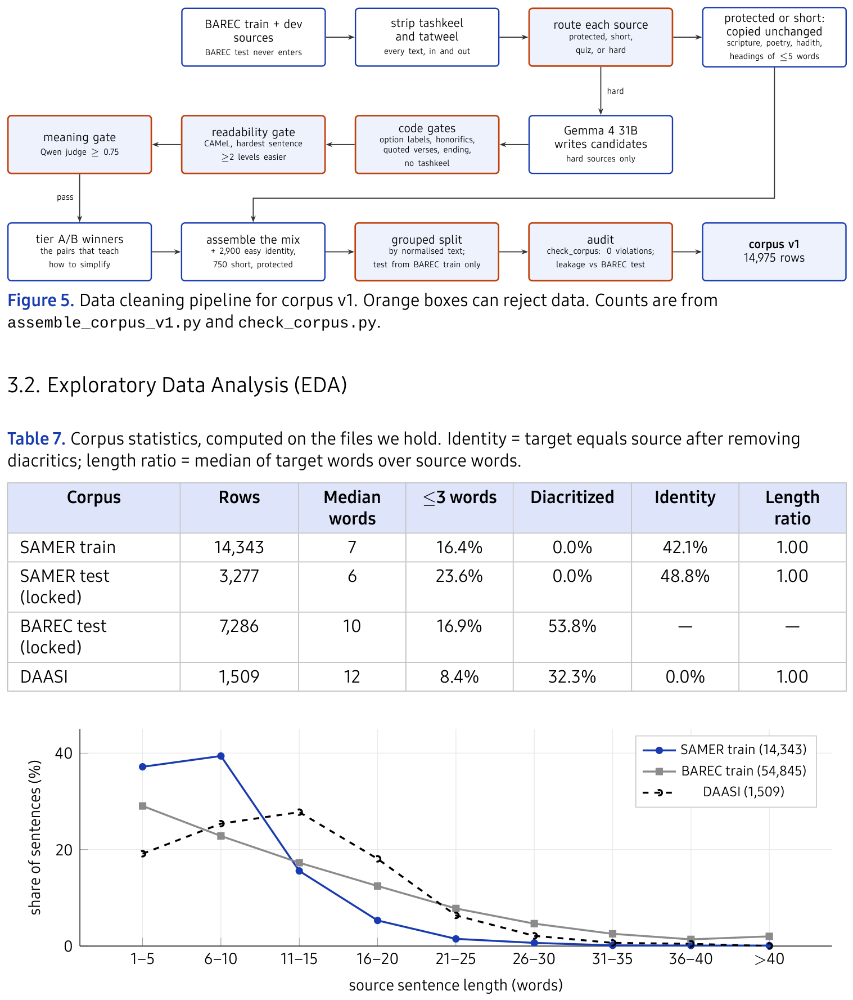 BAREC train + dev
sources
BAREC test never enters
strip tashkeel
and tatweel
every text, in and out
route each source
protected, short,
quiz, or hard
protected or short:
copied unchanged
scripture, poetry, hadith,
headings of ≤5 words
hard
meaning gate
Qwen judge ≥ 0.75
readability gate
CAMeL, hardest sentence
≥2 levels easier
code gates
option labels, honorifics,
quoted verses, ending,
no tashkeel
Gemma 4 31B
writes candidates
hard sources only
pass
tier A/B winners
the pairs that teach
how to simplify
assemble the mix
+ 2,900 easy identity,
750 short, protected
grouped split
by normalised text;
test from BAREC train only
audit
check_corpus: 0 violations;
leakage vs BAREC test
corpus v1
14,975 rows
Figure 5. Data cleaning pipeline for corpus v1. Orange boxes can reject data. Counts are from
assemble_corpus_v1.py and check_corpus.py.
3.2. Exploratory Data Analysis (EDA)
Table 7. Corpus statistics, computed on the files we hold. Identity = target equals source after removing
diacritics; length ratio = median of target words over source words.
Corpus Rows Median words ≤3 words Diacritized Identity Length ratio
SAMER train 14,343 7 16.4% 0.0% 42.1% 1.00
SAMER test (locked) 3,277 6 23.6% 0.0% 48.8% 1.00
BAREC test (locked) 7,286 10 16.9% 53.8% — —
DAASI 1,509 12 8.4% 32.3% 0.0% 1.00
SAMER train (14,343)
BAREC train (54,845)
DAASI (1,509)
share of sentences (%)
40
20
0
1–5 6–10 11–15 16–20 21–25 26–30 31–35 36–40 >40
source sentence length (words)